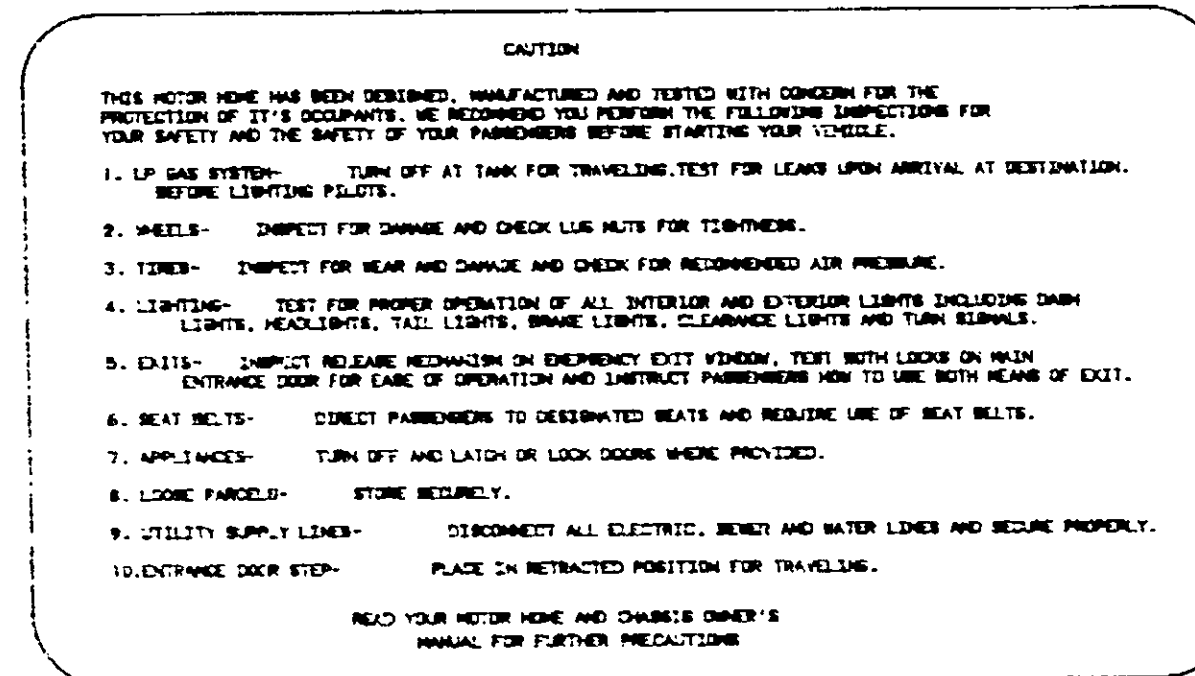 CAUTION
THIS MOTOR HOME HAS BEEN DESIGNED, MANUFACTURED AND TESTED WITH CONCERN FOR THE
PROTECTION OF IT'S OCCUPANTS. WE RECOMMEND YOU PERFORM THE FOLLOWING INSPECTIONS FOR
YOUR SAFETY AND THE SAFETY OF YOUR PASSENGERS BEFORE STARTING YOUR VEHICLE.
1. LP GAS SYSTEM- TURN OFF AT TANK FOR TRAVELING.TEST FOR LEAKS UPON ARRIVAL AT DESTINATION.
BEFORE LIGHTING PILOTS.
2. WHEELS- INSPECT FOR DAMAGE AND CHECK LUG NUTS FOR TIGHTNESS.
3. TIRES- INSPECT FOR WEAR AND DAMAGE AND CHECK FOR RECOMMENDED AIR PRESSURE.
4. LIGHTING- TEST FOR PROPER OPERATION OF ALL INTERIOR AND EXTERIOR LIGHTS INCLUDING DASH
LIGHTS, HEADLIGHTS, TAIL LIGHTS, BRAKE LIGHTS, CLEARANCE LIGHTS AND TURN SIGNALS.
5. EXITS- INSPECT RELEASE MECHANISM ON EMERGENCY EXIT WINDOW, TEST BOTH LOCKS ON MAIN
ENTRANCE DOOR FOR EASE OF OPERATION AND INSTRUCT PASSENGERS HOW TO USE BOTH MEANS OF EXIT.
6. SEAT BELTS- DIRECT PASSENGERS TO DESIGNATED SEATS AND REQUIRE USE OF SEAT BELTS.
7. APPLIANCES- TURN OFF AND LATCH OR LOCK DOORS WHERE PROVIDED.
8. LOOSE PARCELS- STORE SECURELY.
9. UTILITY SUPPLY LINES- DISCONNECT ALL ELECTRIC, SEWER AND WATER LINES AND SECURE PROPERLY.
10.ENTRANCE DOOR STEP- PLACE IN RETRACTED POSITION FOR TRAVELING.
READ YOUR MOTOR HOME AND CHASSIS OWNER'S
MANUAL FOR FURTHER PRECAUTIONS